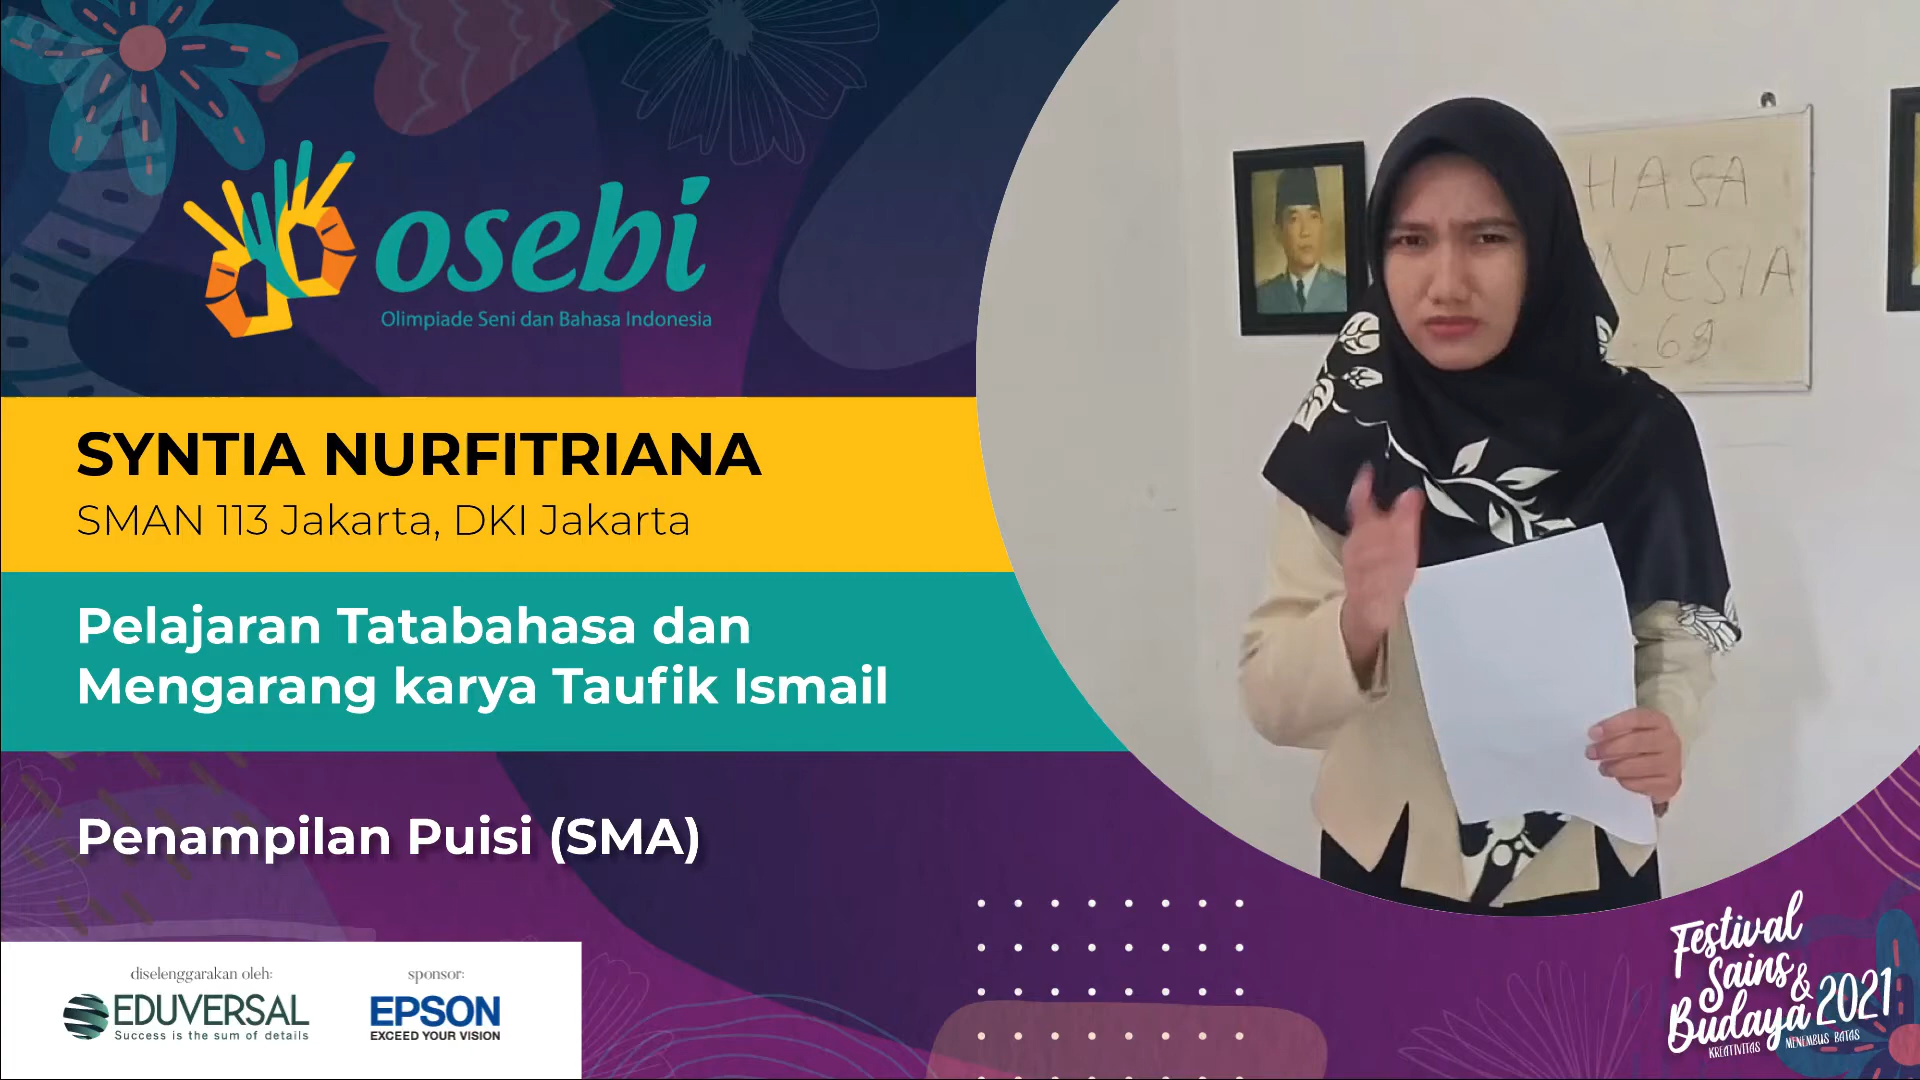 osebi
Olimpiade Seni dan Bahasa Indonesia
SYNTIA NURFITRIANA
SMAN 113 Jakarta, DKI Jakarta
Pelajaran Tatabahasa dan
Mengarang karya Taufik Ismail
Penampilan Puisi (SMA)
diselenggarakan oleh:
EDUVERSAL
Success is the sum of details
sponsor:
EPSON
EXCEED YOUR VISION
HASA
NESIA
Festival
Sains &
Budaya 2021
KREATIVITAS MENEMBUS BATAS